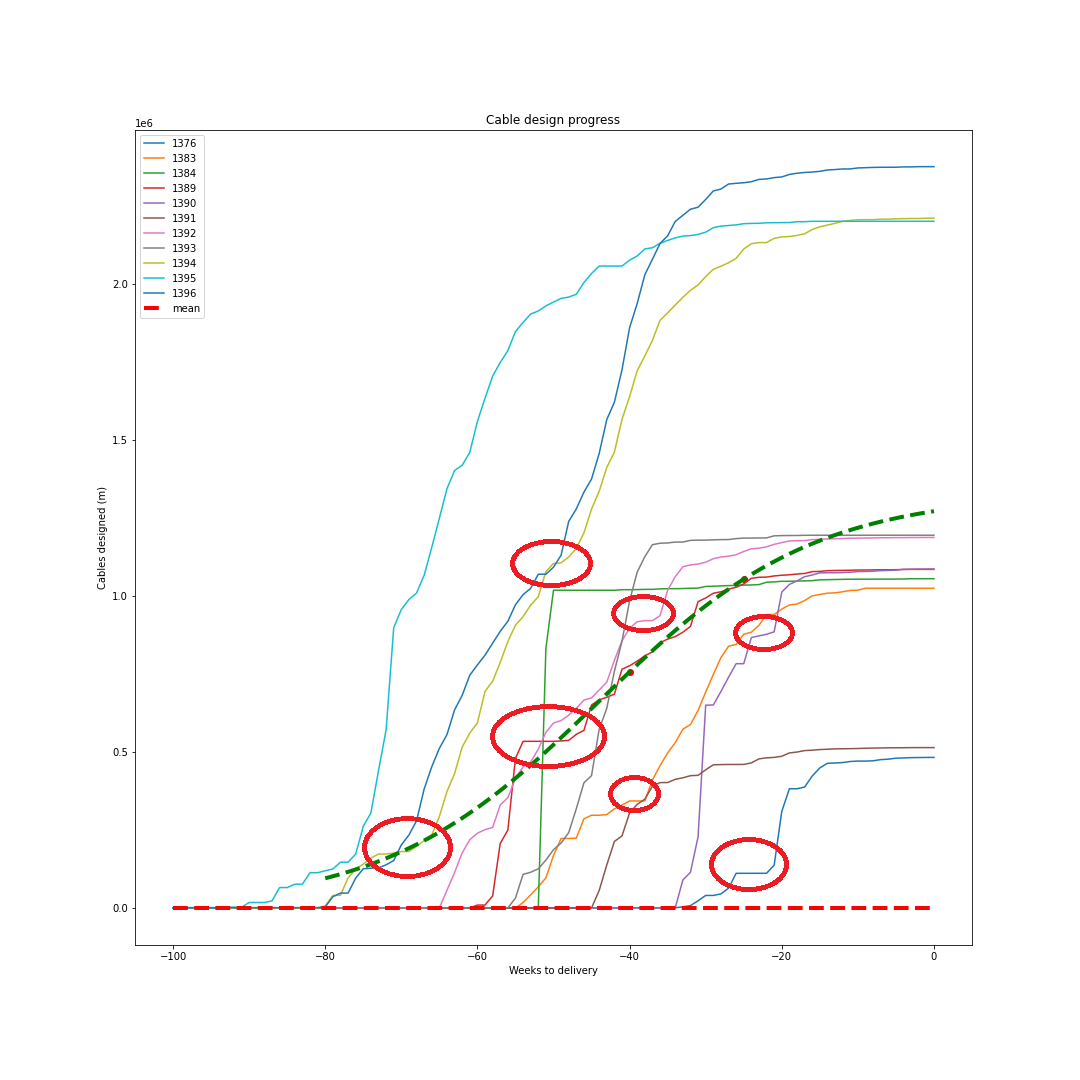 Cable design progress
1e6
1376
1383
1384
1389
1390
1391
1392
1393
1394
1395
1396
mean
2.0
1.5
1.0
0.5
0.0
Cables designed (m)
−100 −80 −60 −40 −20 0
Weeks to delivery